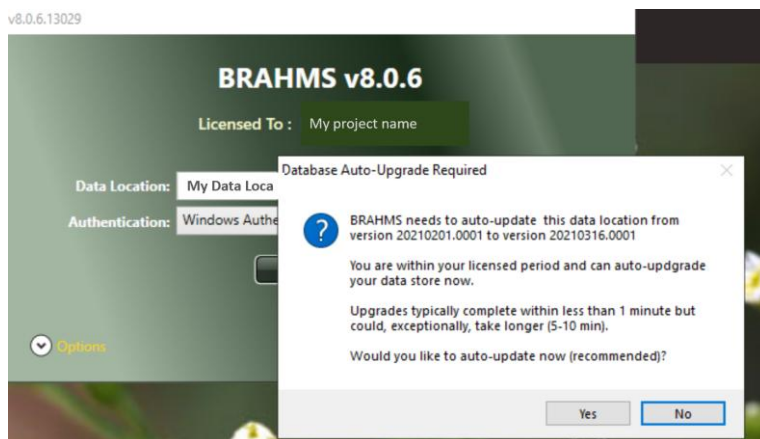 v8.0.6.13029
BRAHMS v8.0.6
Licensed To : My project name
Data Location: My Data Loca
Authentication: Windows Authe
Options
Database Auto-Upgrade Required
BRAHMS needs to auto-update this data location from
version 20210201.0001 to version 20210316.0001
You are within your licensed period and can auto-updgrade
your data store now.
Upgrades typically complete within less than 1 minute but
could, exceptionally, take longer (5-10 min).
Would you like to auto-update now (recommended)?
Yes No